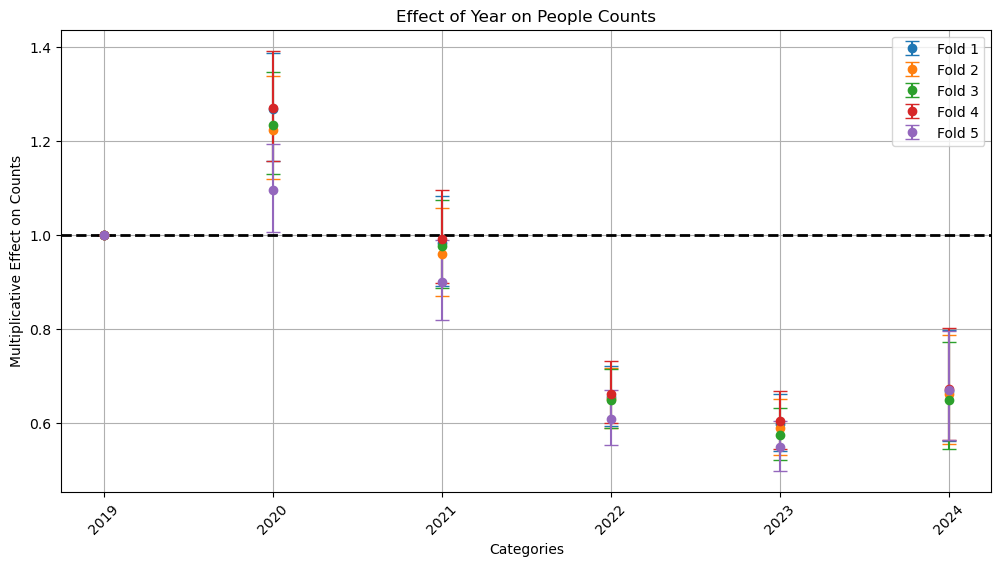 Effect of Year on People Counts
Multiplicative Effect on Counts
1.4
1.2
1.0
0.8
0.6
Fold 1
Fold 2
Fold 3
Fold 4
Fold 5
2019
2020
2021
2022
2023
2024
Categories